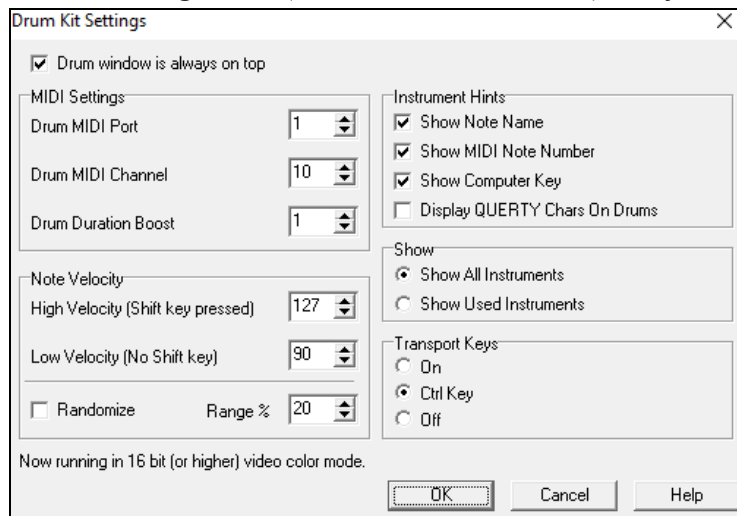 Drum Kit Settings
Drum window is always on top
MIDI Settings
Drum MIDI Port 1
Drum MIDI Channel 10
Drum Duration Boost 1
Note Velocity
High Velocity (Shift key pressed) 127
Low Velocity (No Shift key) 90
Randomize Range % 20
Instrument Hints
Show Note Name
Show MIDI Note Number
Show Computer Key
Display QUERTY Chars On Drums
Show
Show All Instruments
Show Used Instruments
Transport Keys
On
Ctrl Key
Off
Now running in 16 bit (or higher) video color mode.
OK Cancel Help